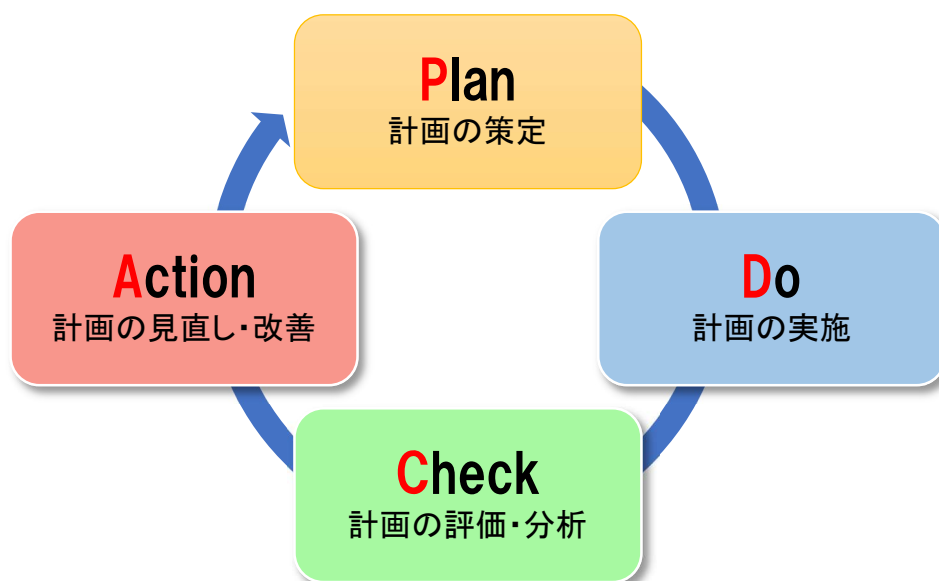 Plan
計画の策定
Action
計画の見直し・改善
Do
計画の実施
Check
計画の評価・分析